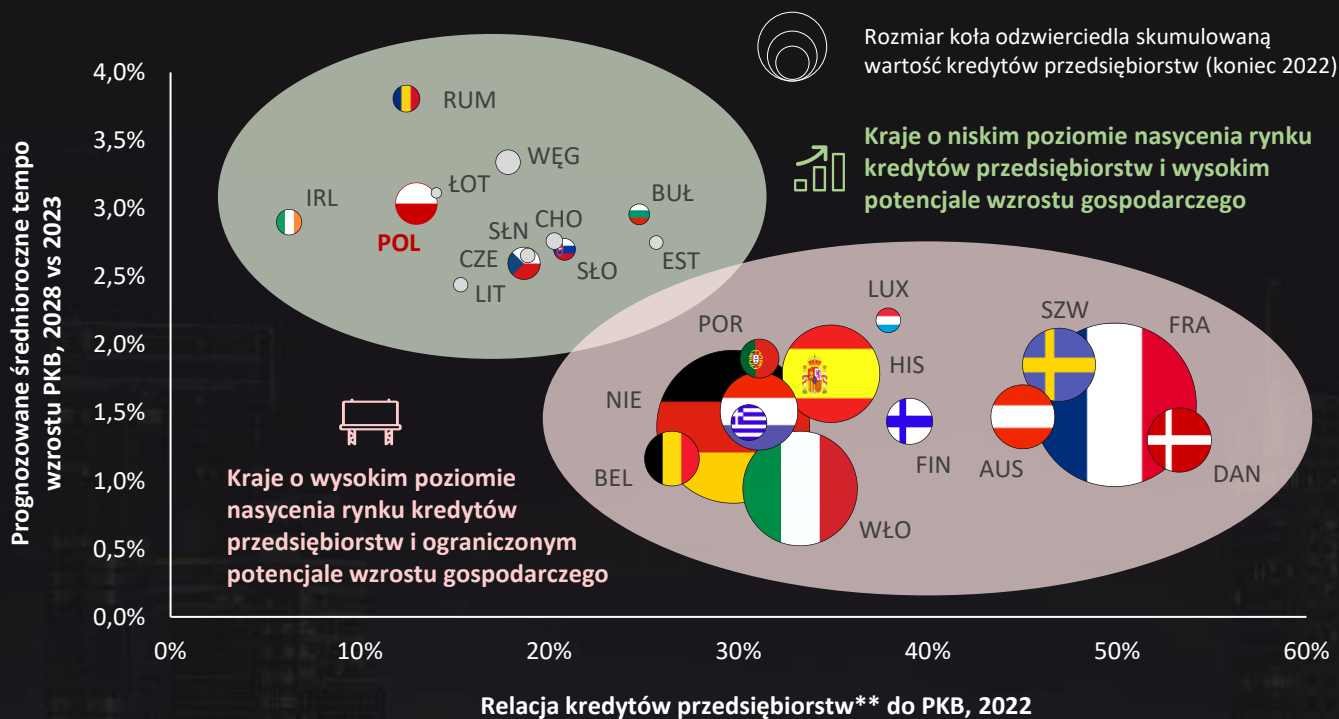 Rozmiar koła odzwierciedla skumulowaną
wartość kredytów przedsiębiorstw (koniec 2022)
Kraje o niskim poziomie nasycenia rynku
kredytów przedsiębiorstw i wysokim
potencjale wzrostu gospodarczego
Prognozowane średnioroczne tempo
wzrostu PKB, 2028 vs 2023
4,0%
3,5%
3,0%
2,5%
2,0%
1,5%
1,0%
0,5%
0,0%
RUM
WĘG
ŁOT
IRL
POL
BUŁ
SŁN
CHO
CZE
SŁO
EST
LIT
LUX
POR
SZW
FRA
HIS
NIE
BEL
FIN
AUS
DAN
WŁO
Kraje o wysokim poziomie
nasycenia rynku kredytów
przedsiębiorstw i ograniczonym
potencjale wzrostu gospodarczego
0%
10%
20%
30%
40%
50%
60%
Relacja kredytów przedsiębiorstw** do PKB, 2022